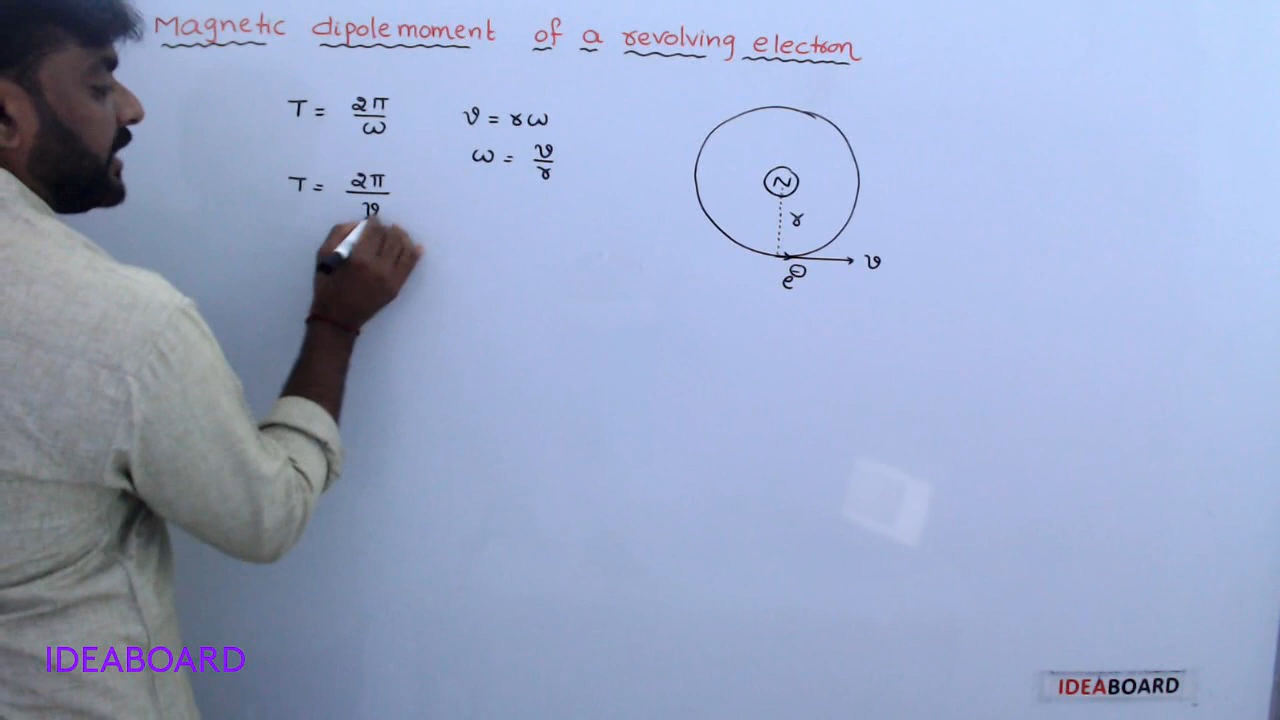 Magnetic dipole moment of a revolving electron
T = 2π/ω
v = rω
ω = v/r
T = 2π/v
N
r
v
e⊖
IDEABOARD
IDEABOARD